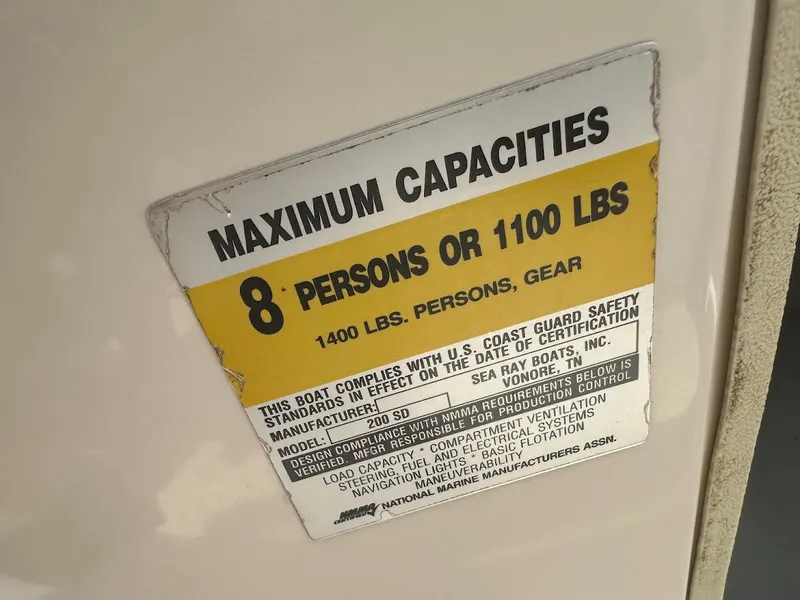 MAXIMUM CAPACITIES
8 PERSONS OR 1100 LBS
1400 LBS. PERSONS, GEAR
THIS BOAT COMPLIES WITH U.S. COAST GUARD SAFETY
STANDARDS IN EFFECT ON THE DATE OF CERTIFICATION
MANUFACTURER: SEA RAY BOATS, INC.
VONORE, TN
MODEL: 200 SD
DESIGN COMPLIANCE WITH NMMA REQUIREMENTS BELOW IS
VERIFIED. MFGR RESPONSIBLE FOR PRODUCTION CONTROL
LOAD CAPACITY * COMPARTMENT VENTILATION
STEERING, FUEL AND ELECTRICAL SYSTEMS
NAVIGATION LIGHTS * BASIC FLOTATION
MANEUVERABILITY
NMMA CERTIFIED NATIONAL MARINE MANUFACTURERS ASSN.